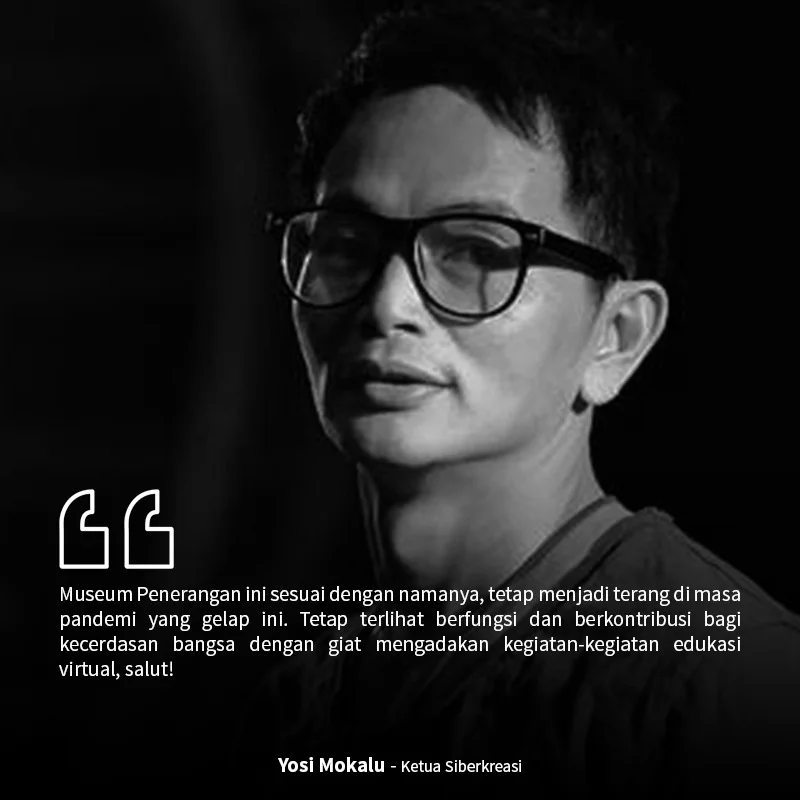 Museum Penerangan ini sesuai dengan namanya, tetap menjadi terang di masa
pandemi yang gelap ini. Tetap terlihat berfungsi dan berkontribusi bagi
kecerdasan bangsa dengan giat mengadakan kegiatan-kegiatan edukasi
virtual, salut!
Yosi Mokalu - Ketua Siberkreasi